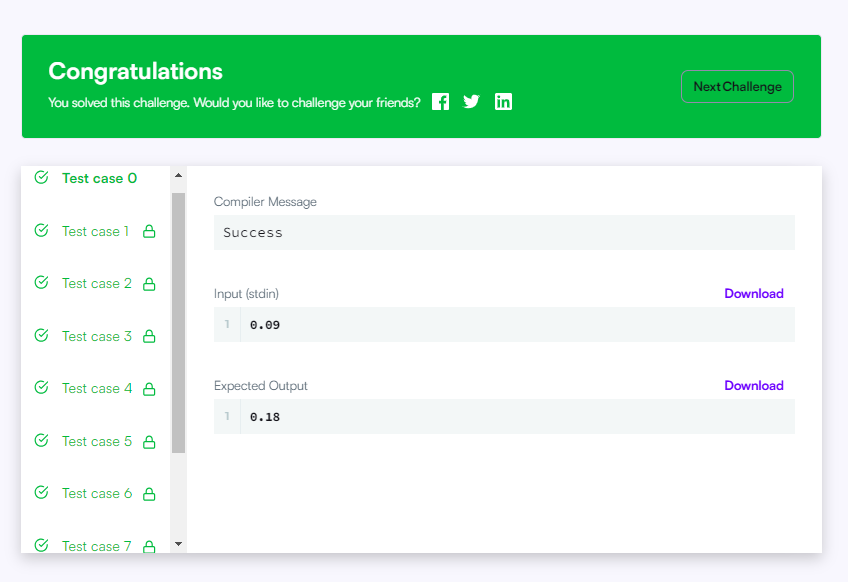 Congratulations
You solved this challenge. Would you like to challenge your friends?
Next Challenge
Test case 0
Test case 1
Test case 2
Test case 3
Test case 4
Test case 5
Test case 6
Test case 7
Compiler Message
Success
Input (stdin) Download
1 0.09
Expected Output Download
1 0.18